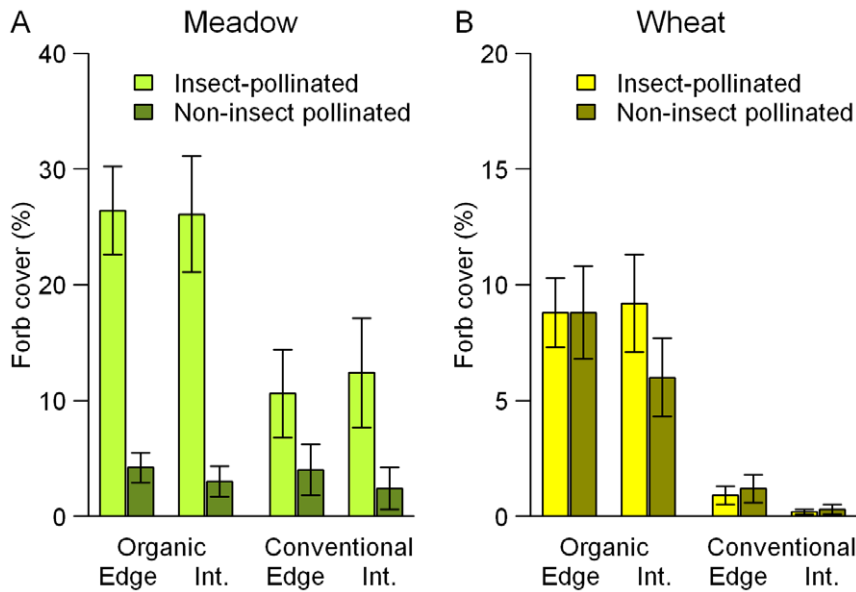 A
Meadow
40
30
20
10
0
Forb cover (%)
Insect-pollinated
Non-insect pollinated
Organic
Conventional
Edge
Int.
Edge
Int.
B
Wheat
20
15
10
5
0
Forb cover (%)
Insect-pollinated
Non-insect pollinated
Organic
Conventional
Edge
Int.
Edge
Int.